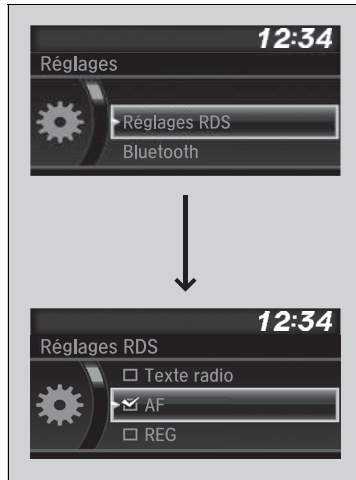 12:34
Réglages
Réglages RDS
Bluetooth
12:34
Réglages RDS
Texte radio
AF
REG